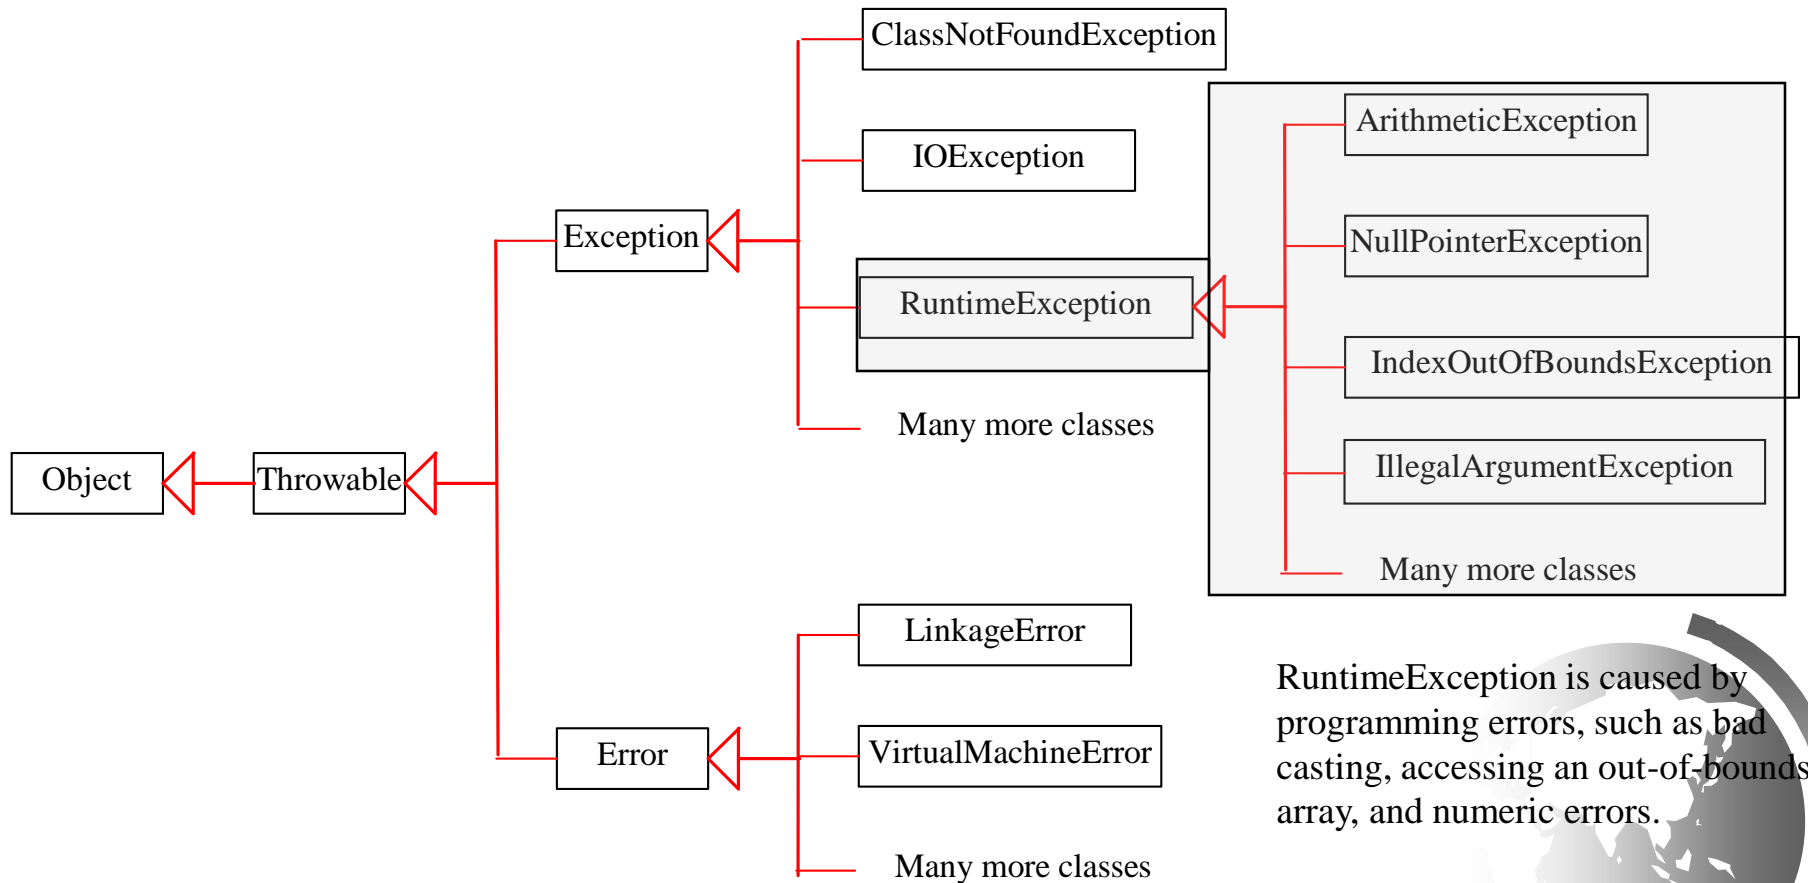 ClassNotFoundException
ArithmeticException
IOException
NullPointerException
Exception
RuntimeException
IndexOutOfBoundsException
Many more classes
IllegalArgumentException
Object
Throwable
Many more classes
LinkageError
RuntimeException is caused by
programming errors, such as bad
casting, accessing an out-of-bounds
array, and numeric errors.
Error
VirtualMachineError
Many more classes